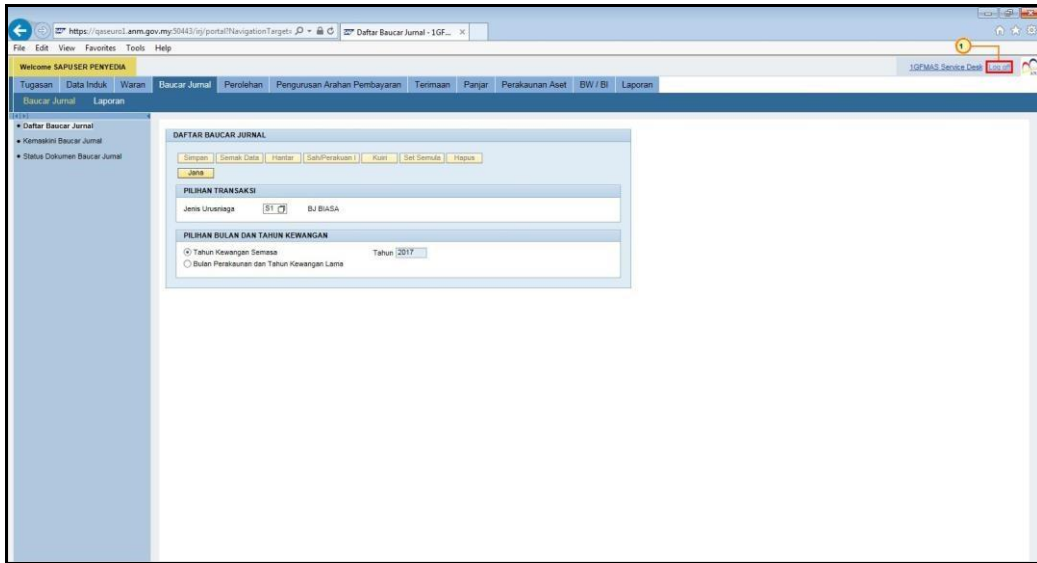 https://qaseuro1.anm.gov.my:50443/irj/portal?NavigationTarget= Daftar Baucar Jurnal - 1GF...
File Edit View Favorites Tools Help
1
Welcome SAPUSER PENYEDIA
1GFMAS Service Desk Log off
Tugasan Data Induk Waran Baucar Jurnal Perolehan Pengurusan Arahan Pembayaran Terimaan Panjar Perakaunan Aset BW / BI Laporan
Baucar Jurnal Laporan
Daftar Baucar Jurnal
Kemaskini Baucar Jurnal
Status Dokumen Baucar Jurnal
DAFTAR BAUCAR JURNAL
Simpan Semak Data Hantar Sah/Perakuan I Kuiri Set Semula Hapus
Jana
PILIHAN TRANSAKSI
Jenis Urusniaga 51 BJ BIASA
PILIHAN BULAN DAN TAHUN KEWANGAN
Tahun Kewangan Semasa Tahun 2017
Bulan Perakaunan dan Tahun Kewangan Lama